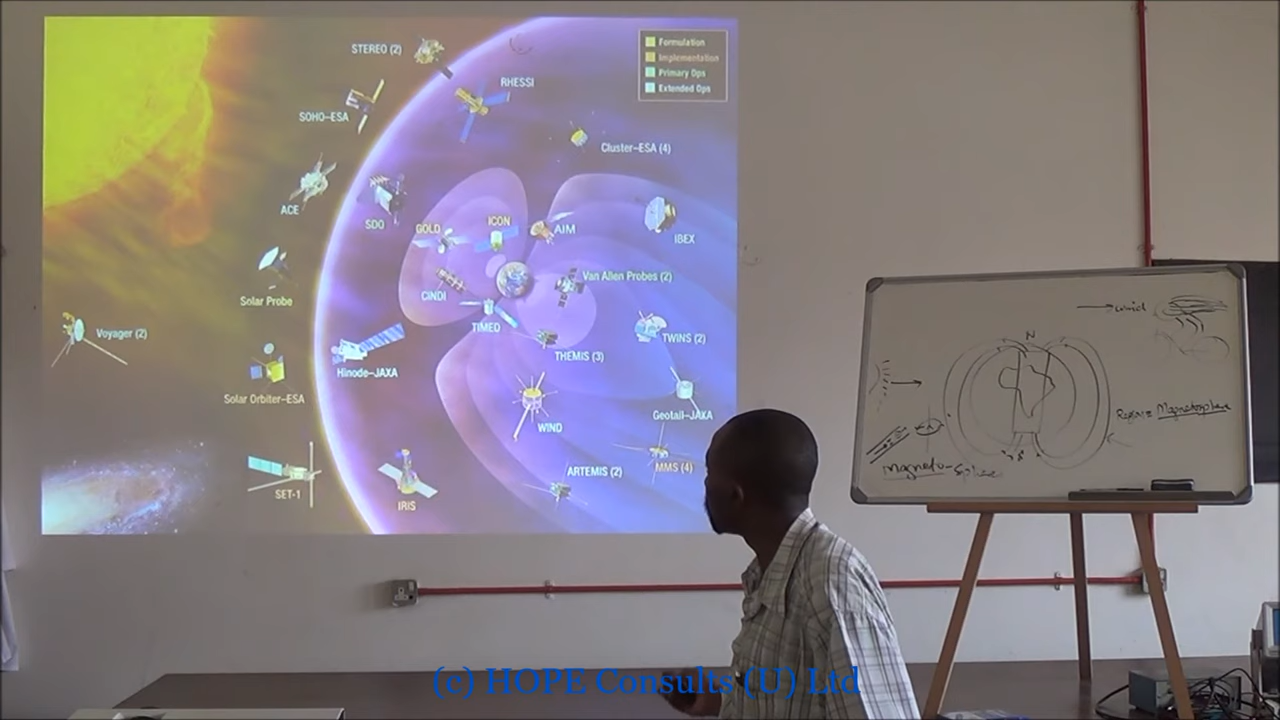 STEREO (2)
RHESSI
SOHO–ESA
Cluster–ESA (4)
ACE
SDO
GOLD
ICON
AIM
IBEX
Solar Probe
CINDI
Van Allen Probes (2)
TIMED
Voyager (2)
THEMIS (3)
TWINS (2)
Hinode–JAXA
Solar Orbiter–ESA
WIND
Geotail–JAXA
SET-1
IRIS
ARTEMIS (2)
MMS (4)
Formulation
Implementation
Primary Ops
Extended Ops
N
Magnetosphere
Magneto-Sphere
(c) HOPE Consults (U) Ltd